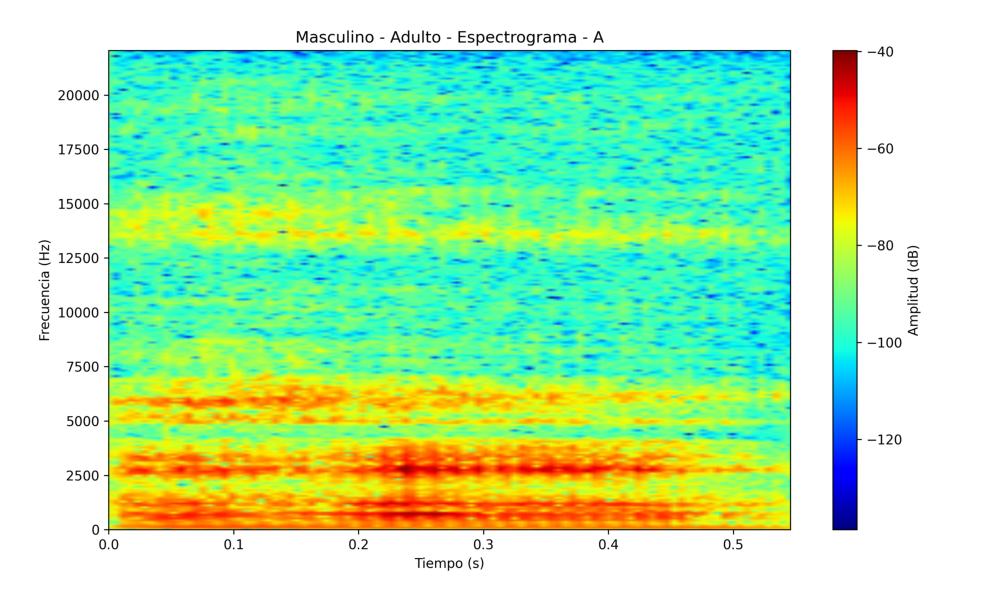 Masculino - Adulto - Espectrograma - A
Frecuencia (Hz)
20000
17500
15000
12500
10000
7500
5000
2500
0
0.0 0.1 0.2 0.3 0.4 0.5
Tiempo (s)
−40
−60
−80
−100
−120
Amplitud (dB)